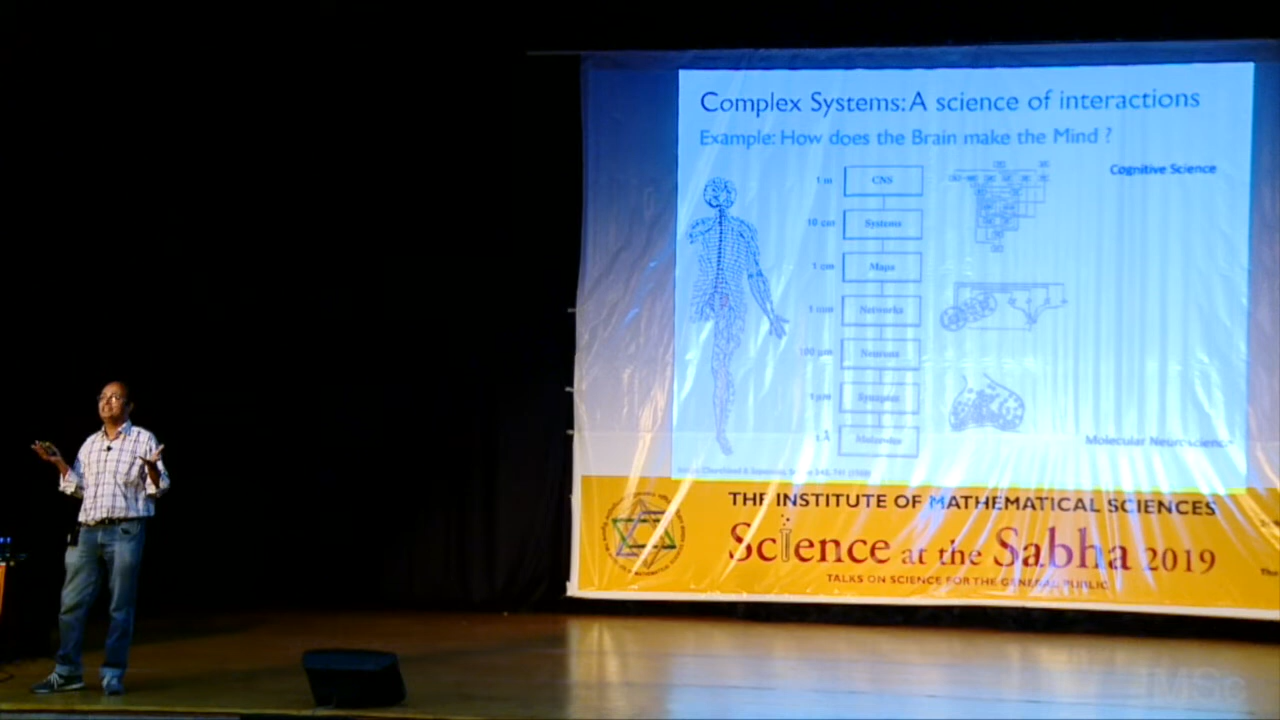 Complex Systems: A science of interactions
Example: How does the Brain make the Mind ?
Cognitive Science
1 m
CNS
10 cm
Systems
1 cm
Maps
1 mm
Networks
100 µm
Neurons
1 µm
Synapses
1 Å
Molecules
Molecular Neuroscience
THE INSTITUTE OF MATHEMATICAL SCIENCES
Science at the Sabha 2019
TALKS ON SCIENCE FOR THE GENERAL PUBLIC
IMSc